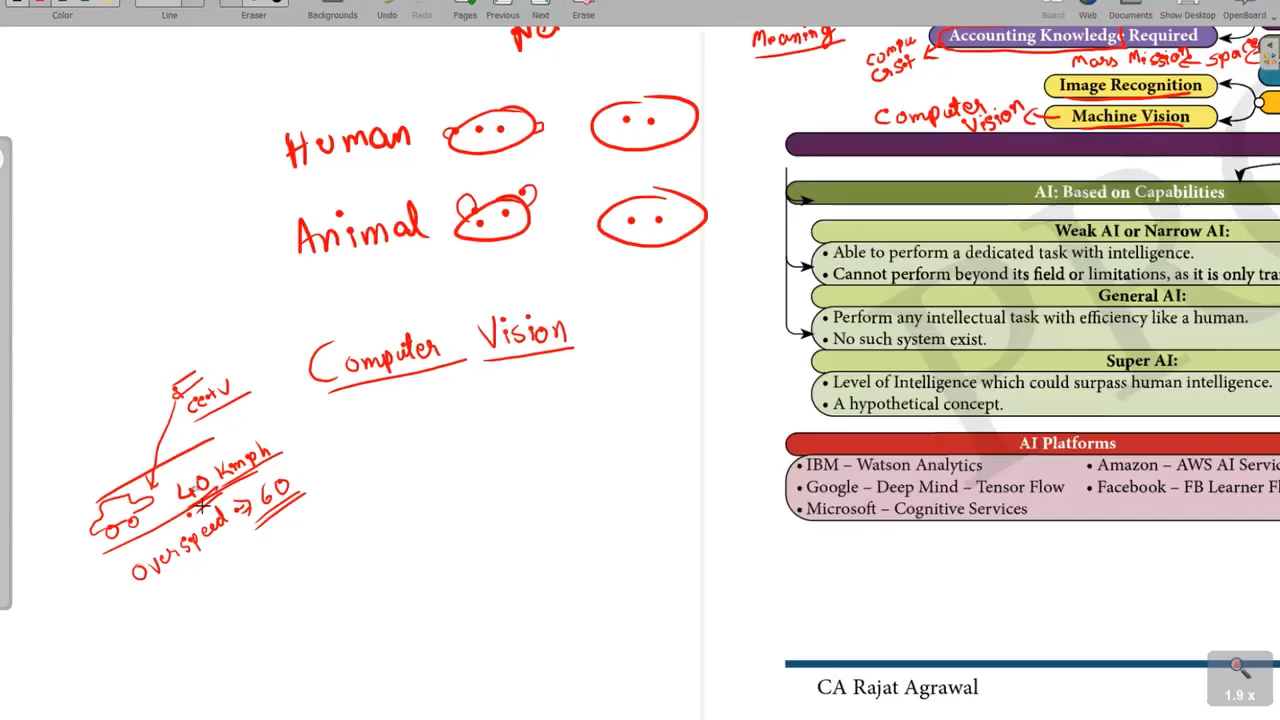 Color
Line
Eraser
Backgrounds
Undo
Redo
Pages
Previous
Next
Erase
Board
Web
Documents
Show Desktop
OpenBoard
Human
Animal
Computer Vision
CCTV
40 Kmph
Overspeed ⇒ 60
Meaning
Accounting Knowledge Required
Mars Mission
Image Recognition
Computer Vision
Machine Vision
AI: Based on Capabilities
Weak AI or Narrow AI:
• Able to perform a dedicated task with intelligence.
• Cannot perform beyond its field or limitations, as it is only tra
General AI:
• Perform any intellectual task with efficiency like a human.
• No such system exist.
Super AI:
• Level of Intelligence which could surpass human intelligence.
• A hypothetical concept.
AI Platforms
• IBM – Watson Analytics
• Google – Deep Mind – Tensor Flow
• Microsoft – Cognitive Services
• Amazon – AWS AI Servic
• Facebook – FB Learner Fl
CA Rajat Agrawal
1.9 x